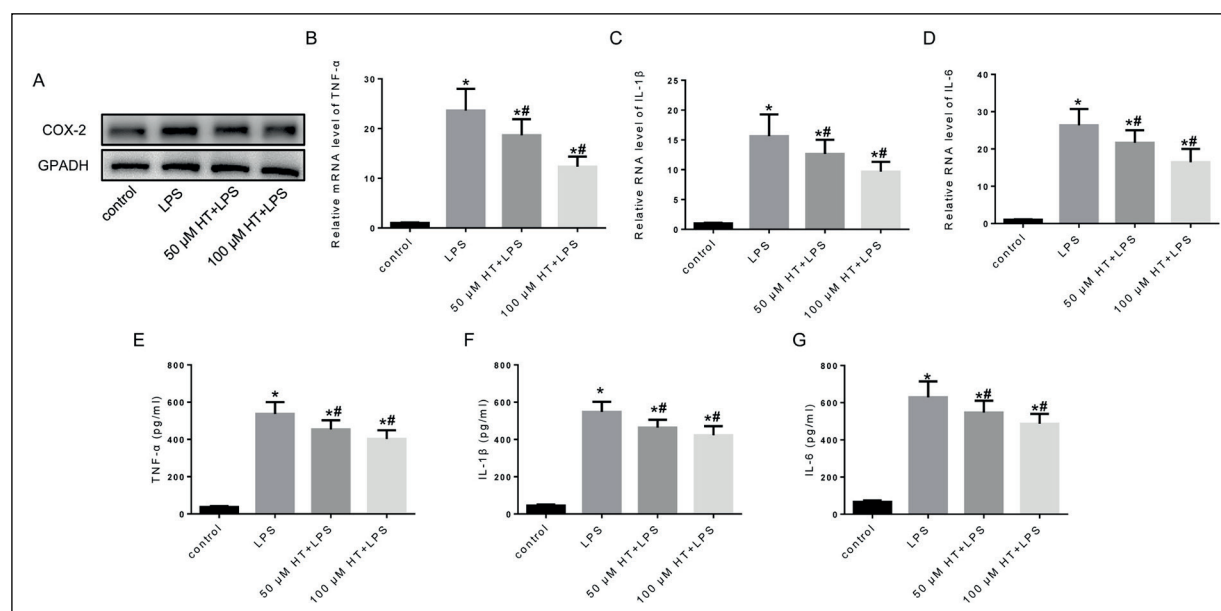 A
COX-2
GPADH
control
LPS
50 μM HT+LPS
100 μM HT+LPS
B
Relative mRNA level of TNF-α
30
20
10
0
*
*#
*#
control
LPS
50 μM HT+LPS
100 μM HT+LPS
C
Relative RNA level of IL-1β
25
20
15
10
5
0
*
*#
*#
control
LPS
50 μM HT+LPS
100 μM HT+LPS
D
Relative RNA level of IL-6
40
30
20
10
0
*
*#
*#
control
LPS
50 μM HT+LPS
100 μM HT+LPS
E
TNF-α (pg/ml)
800
600
400
200
0
*
*#
*#
control
LPS
50 μM HT+LPS
100 μM HT+LPS
F
IL-1β (pg/ml)
800
600
400
200
0
*
*#
*#
control
LPS
50 μM HT+LPS
100 μM HT+LPS
G
IL-6 (pg/ml)
800
600
400
200
0
*
*#
*#
control
LPS
50 μM HT+LPS
100 μM HT+LPS